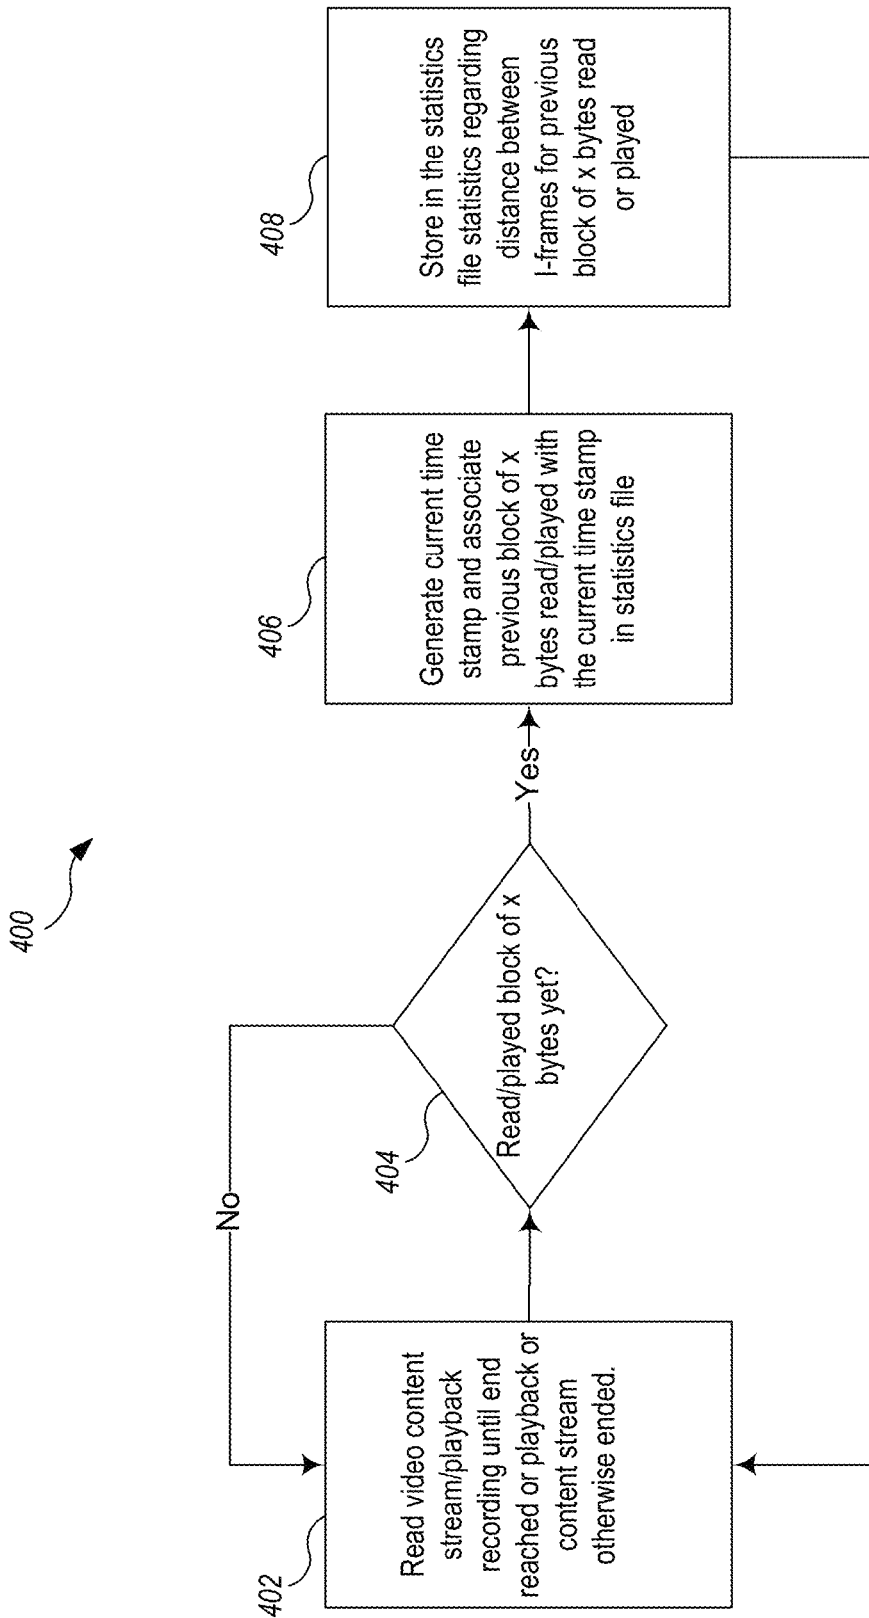 400
402
Read video content
stream/playback
recording until end
reached or playback or
content stream
otherwise ended.
No
404
Read/played block of x
bytes yet?
Yes
406
Generate current time
stamp and associate
previous block of x
bytes read/played with
the current time stamp
in statistics file
408
Store in the statistics
file statistics regarding
distance between
I-frames for previous
block of x bytes read
or played